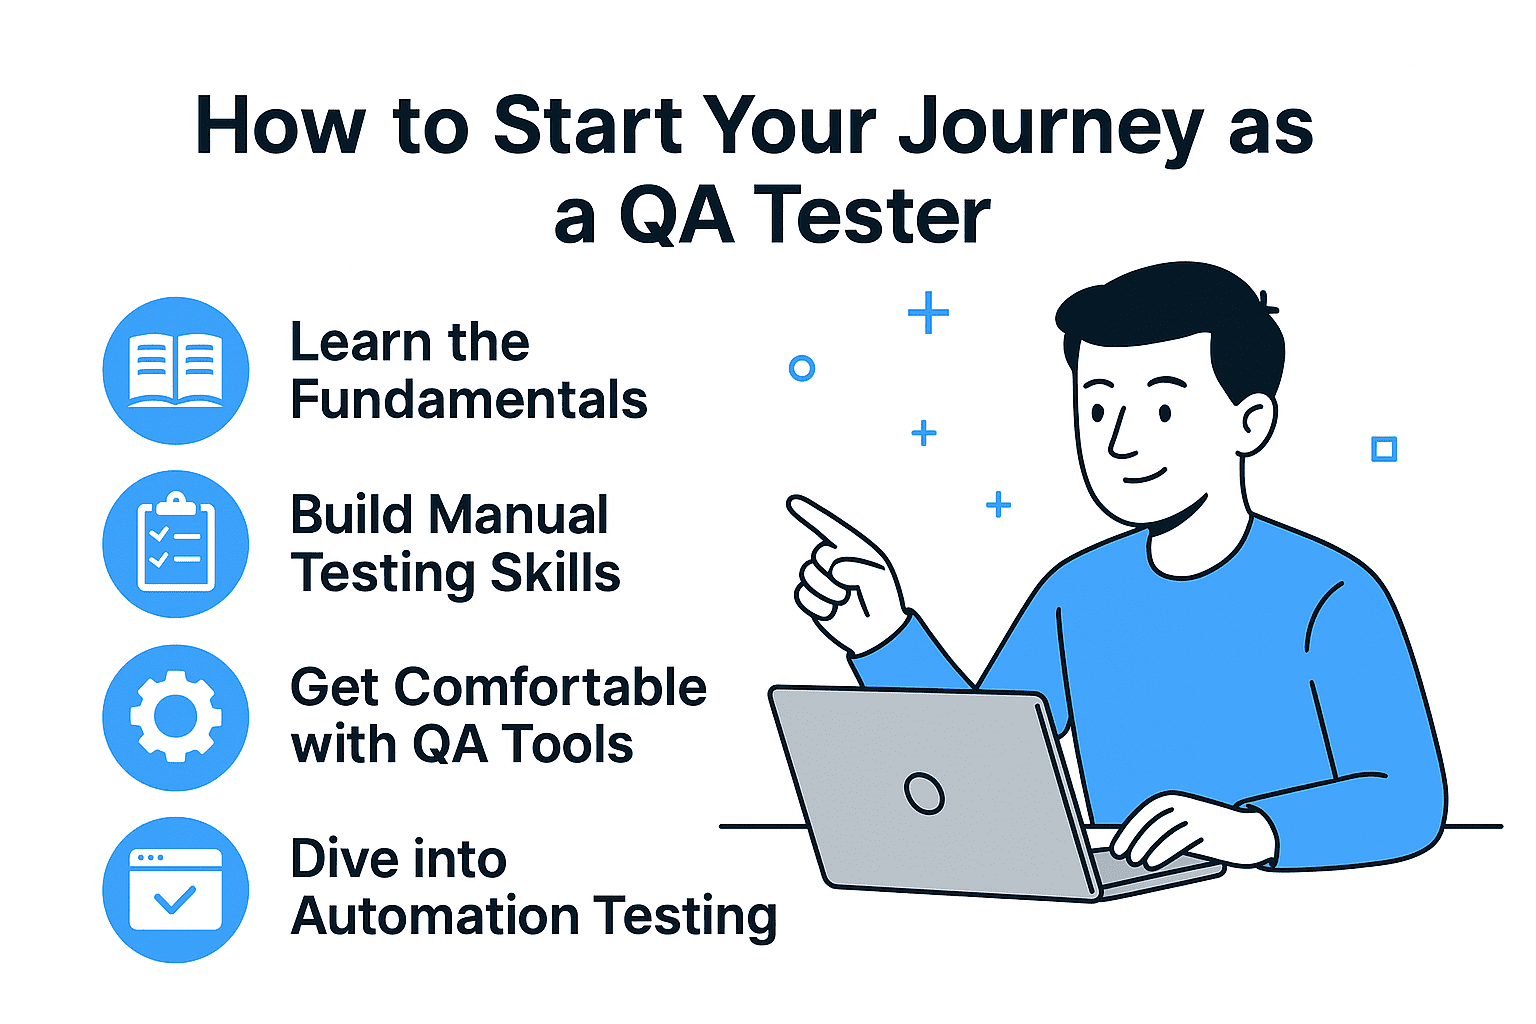 How to Start Your Journey as
a QA Tester
Learn the
Fundamentals
Build Manual
Testing Skills
Get Comfortable
with QA Tools
Dive into
Automation Testing